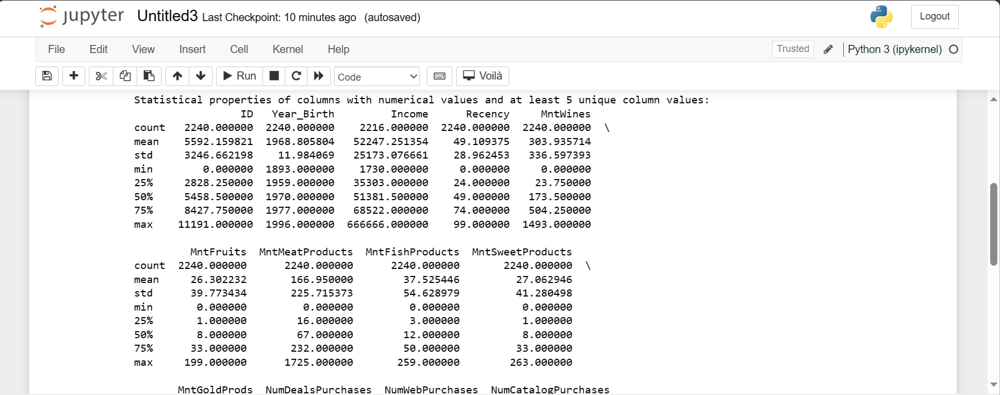 jupyter Untitled3 Last Checkpoint: 10 minutes ago (autosaved)
Logout
File Edit View Insert Cell Kernel Help
Trusted Python 3 (ipykernel)
Run Code Voilà
Statistical properties of columns with numerical values and at least 5 unique column values:
ID Year_Birth Income Recency MntWines
count 2240.000000 2240.000000 2216.000000 2240.000000 2240.000000 \
mean 5592.159821 1968.805804 52247.251354 49.109375 303.935714
std 3246.662198 11.984069 25173.076661 28.962453 336.597393
min 0.000000 1893.000000 1730.000000 0.000000 0.000000
25% 2828.250000 1959.000000 35303.000000 24.000000 23.750000
50% 5458.500000 1970.000000 51381.500000 49.000000 173.500000
75% 8427.750000 1977.000000 68522.000000 74.000000 504.250000
max 11191.000000 1996.000000 666666.000000 99.000000 1493.000000
MntFruits MntMeatProducts MntFishProducts MntSweetProducts
count 2240.000000 2240.000000 2240.000000 2240.000000 \
mean 26.302232 166.950000 37.525446 27.062946
std 39.773434 225.715373 54.628979 41.280498
min 0.000000 0.000000 0.000000 0.000000
25% 1.000000 16.000000 3.000000 1.000000
50% 8.000000 67.000000 12.000000 8.000000
75% 33.000000 232.000000 50.000000 33.000000
max 199.000000 1725.000000 259.000000 263.000000
MntGoldProds NumDealsPurchases NumWebPurchases NumCatalogPurchases